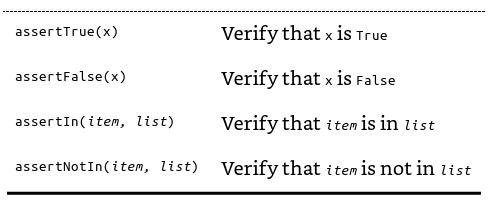 assertTrue(x) Verify that x is True
assertFalse(x) Verify that x is False
assertIn(item, list) Verify that item is in list
assertNotIn(item, list) Verify that item is not in list